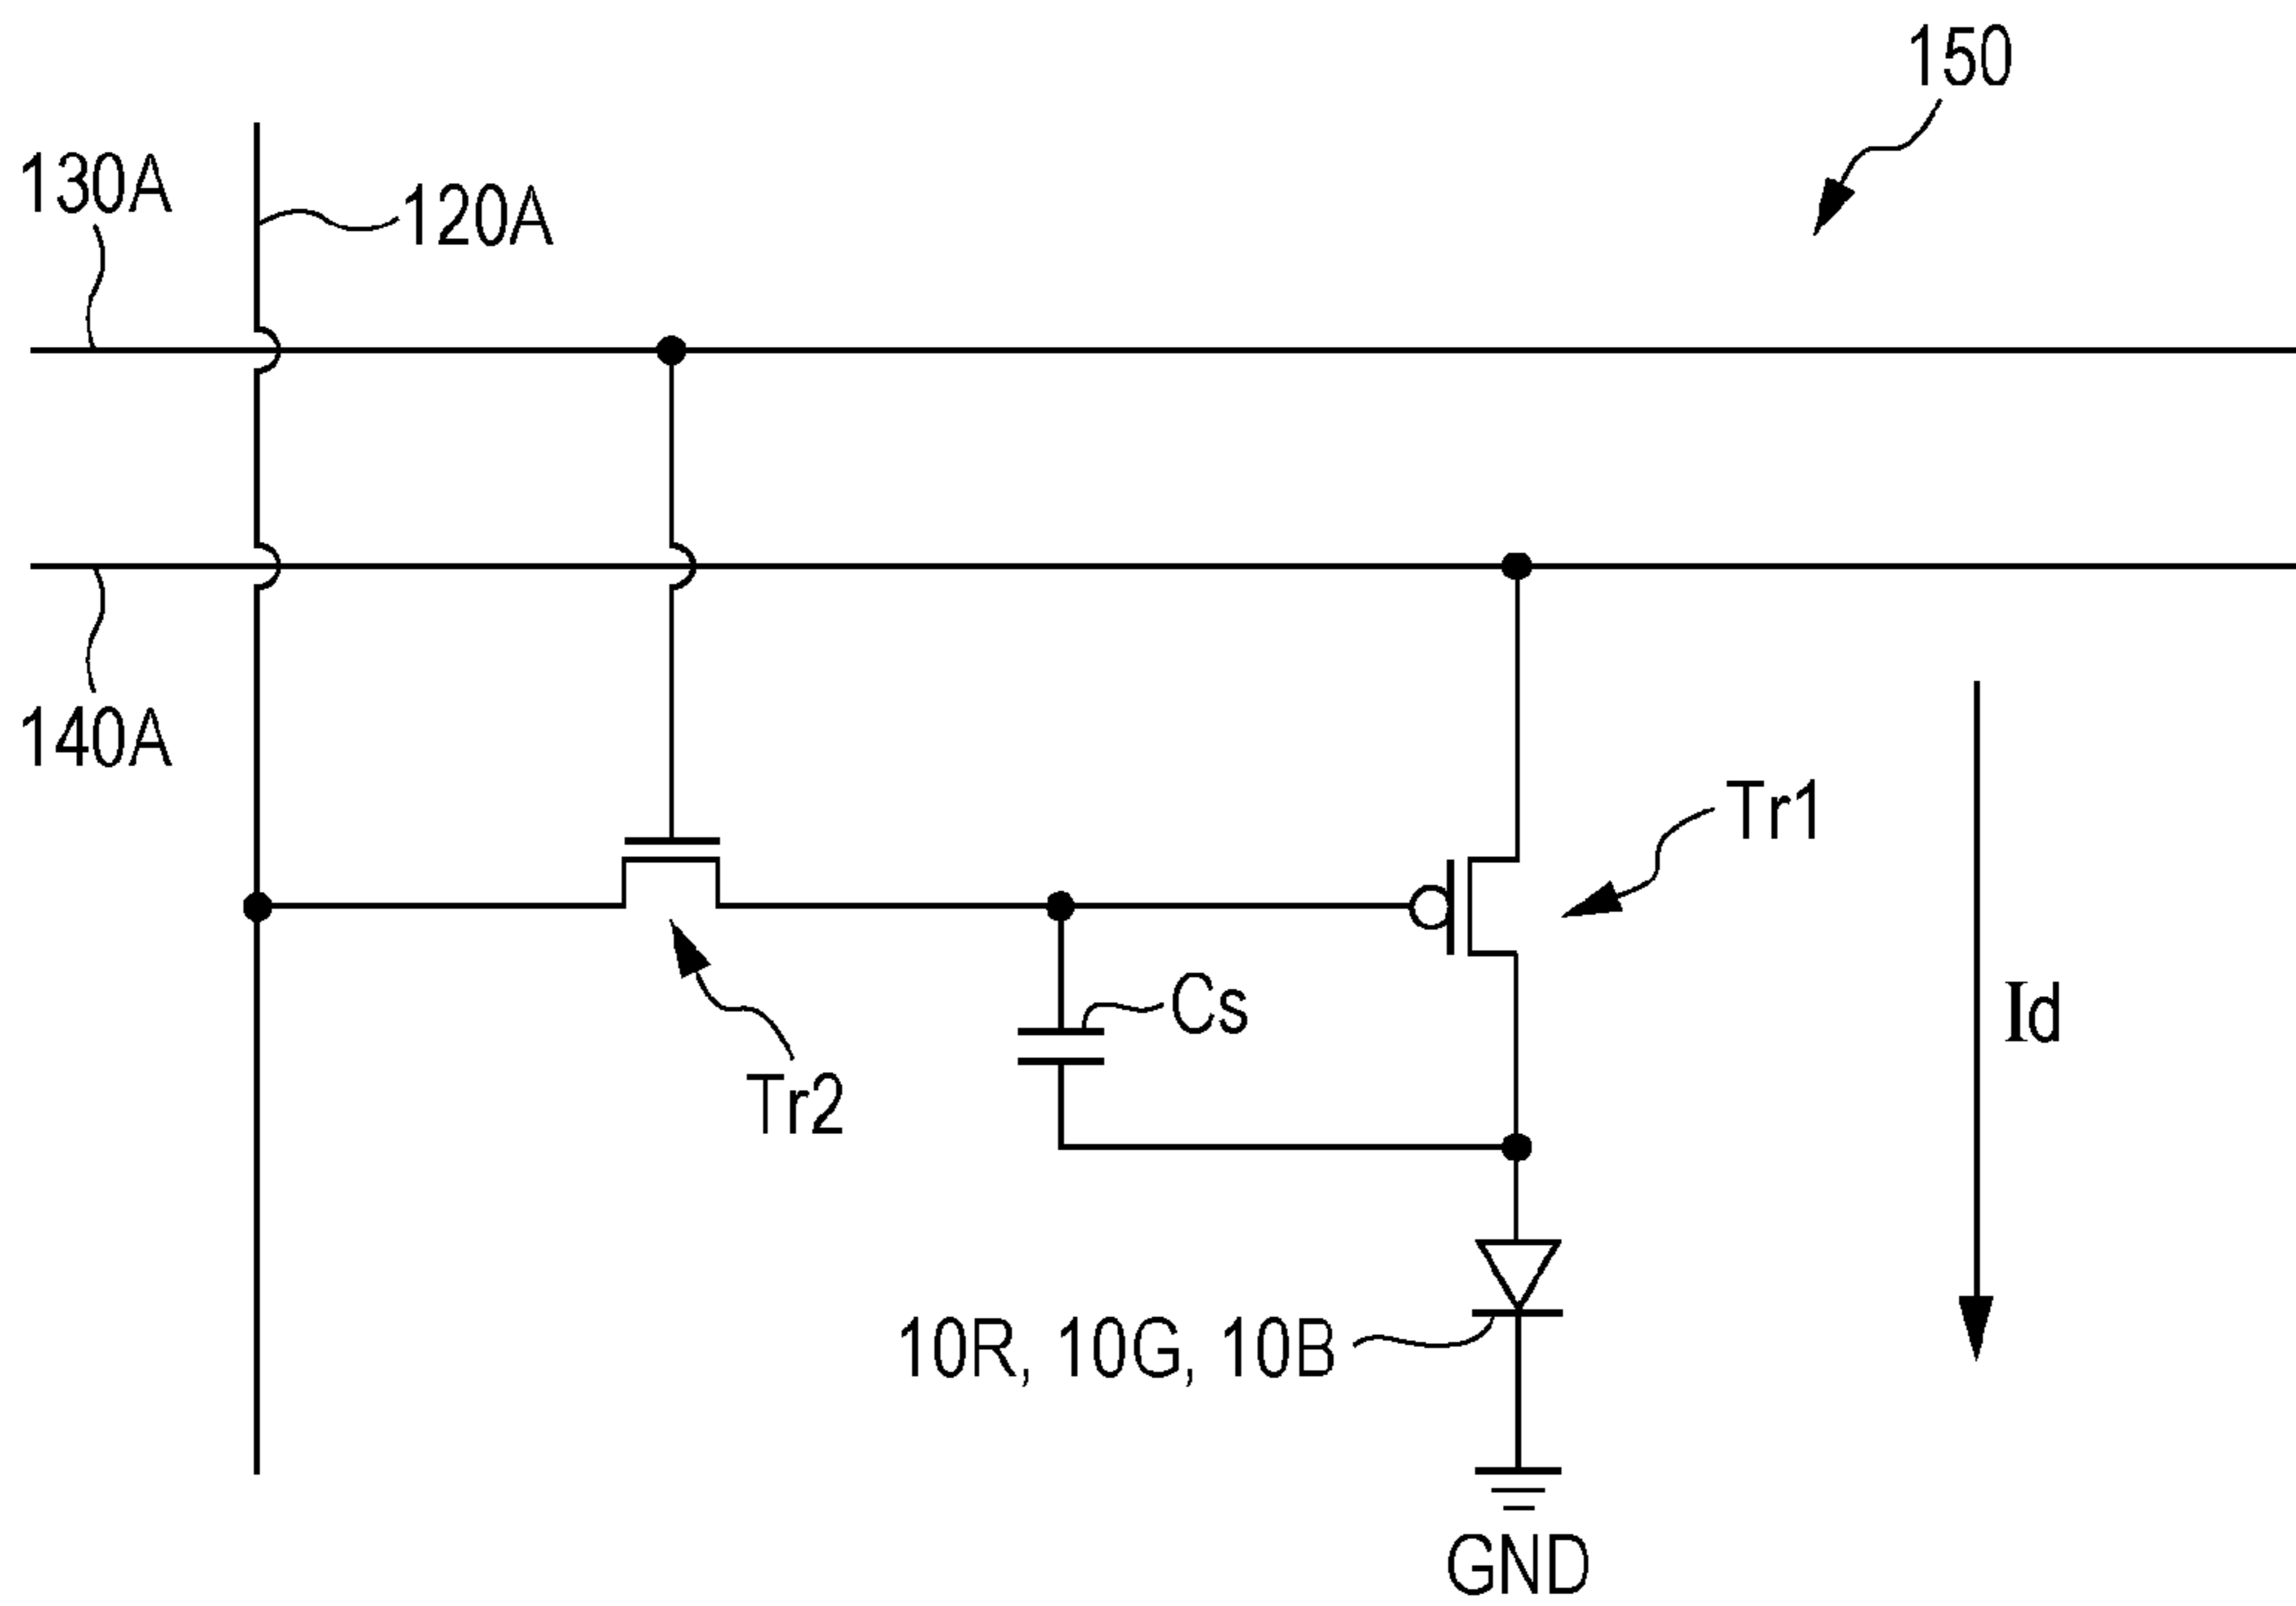 150
130A
120A
140A
Tr1
Cs
Id
Tr2
10R, 10G, 10B
GND